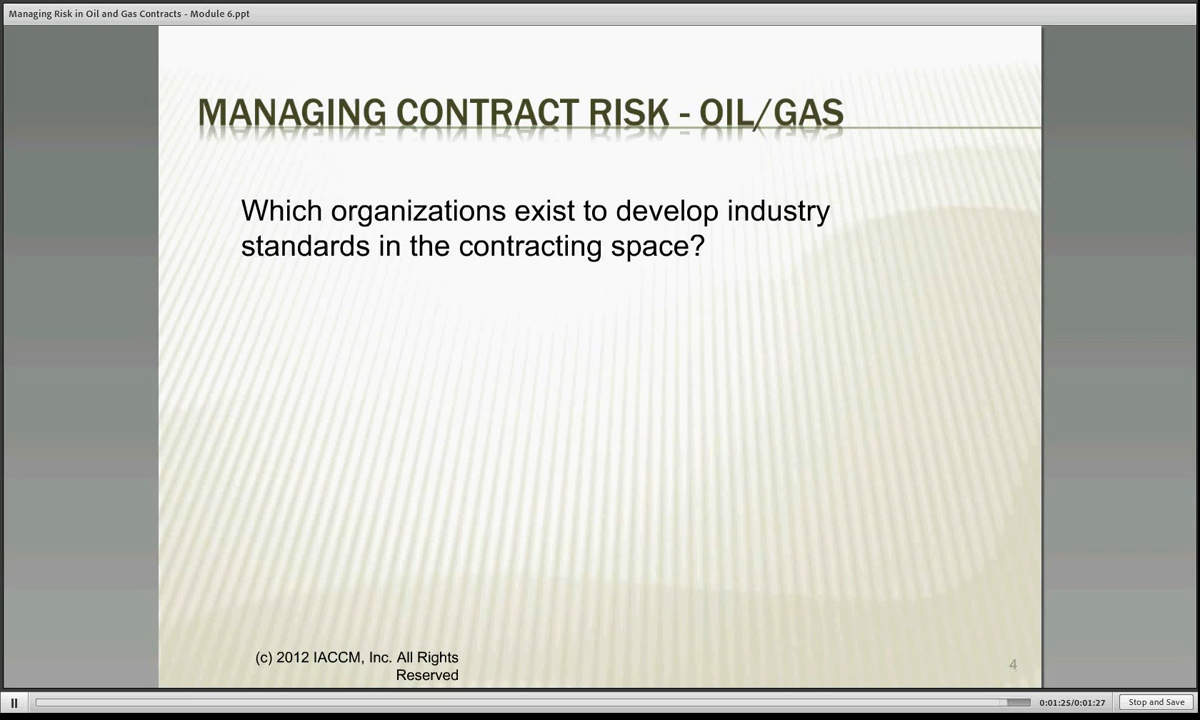 Managing Risk in Oil and Gas Contracts - Module 6.ppt
MANAGING CONTRACT RISK - OIL/GAS
Which organizations exist to develop industry
standards in the contracting space?
(c) 2012 IACCM, Inc. All Rights
Reserved
4
0:01:25/0:01:27
Stop and Save